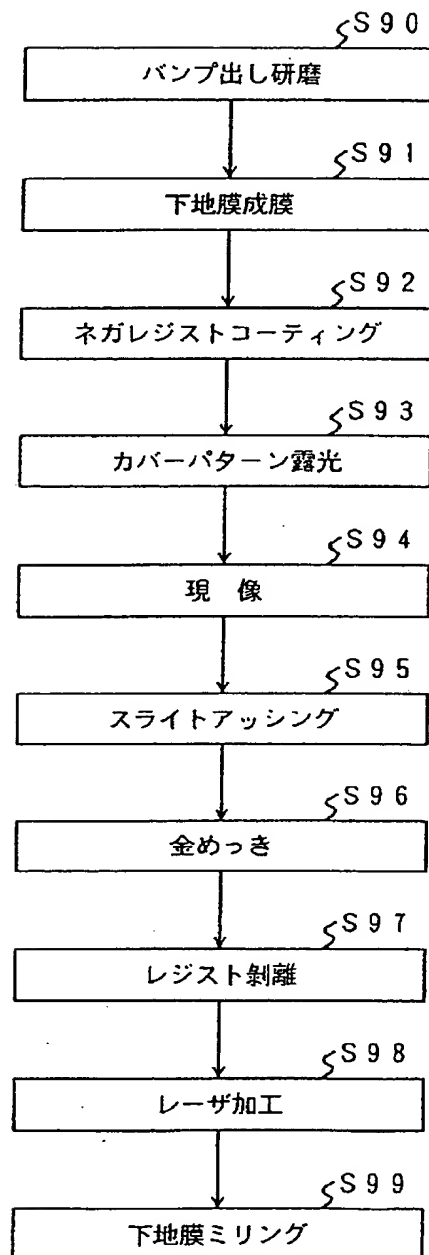 S90
バンプ出し研磨
S91
下地膜成膜
S92
ネガレジストコーティング
S93
カバーパターン露光
S94
現 像
S95
スライトアッシング
S96
金めっき
S97
レジスト剝離
S98
レーザ加工
S99
下地膜ミリング